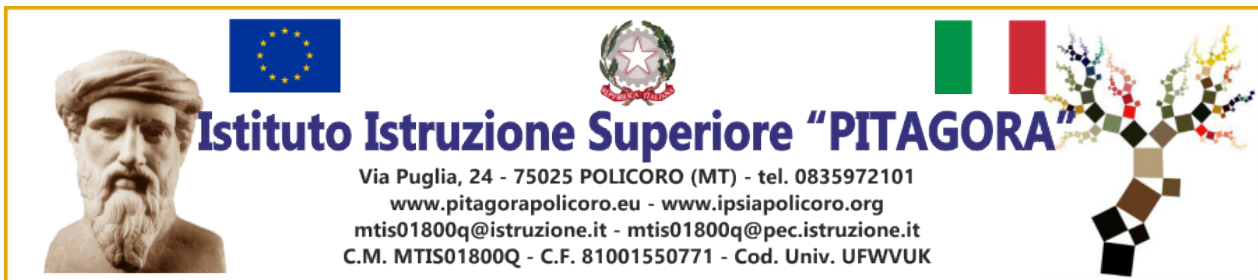 Istituto Istruzione Superiore “PITAGORA”
Via Puglia, 24 - 75025 POLICORO (MT) - tel. 0835972101
www.pitagorapolicoro.eu - www.ipsiapolicoro.org
mtis01800q@istruzione.it - mtis01800q@pec.istruzione.it
C.M. MTIS01800Q - C.F. 81001550771 - Cod. Univ. UFWVUK